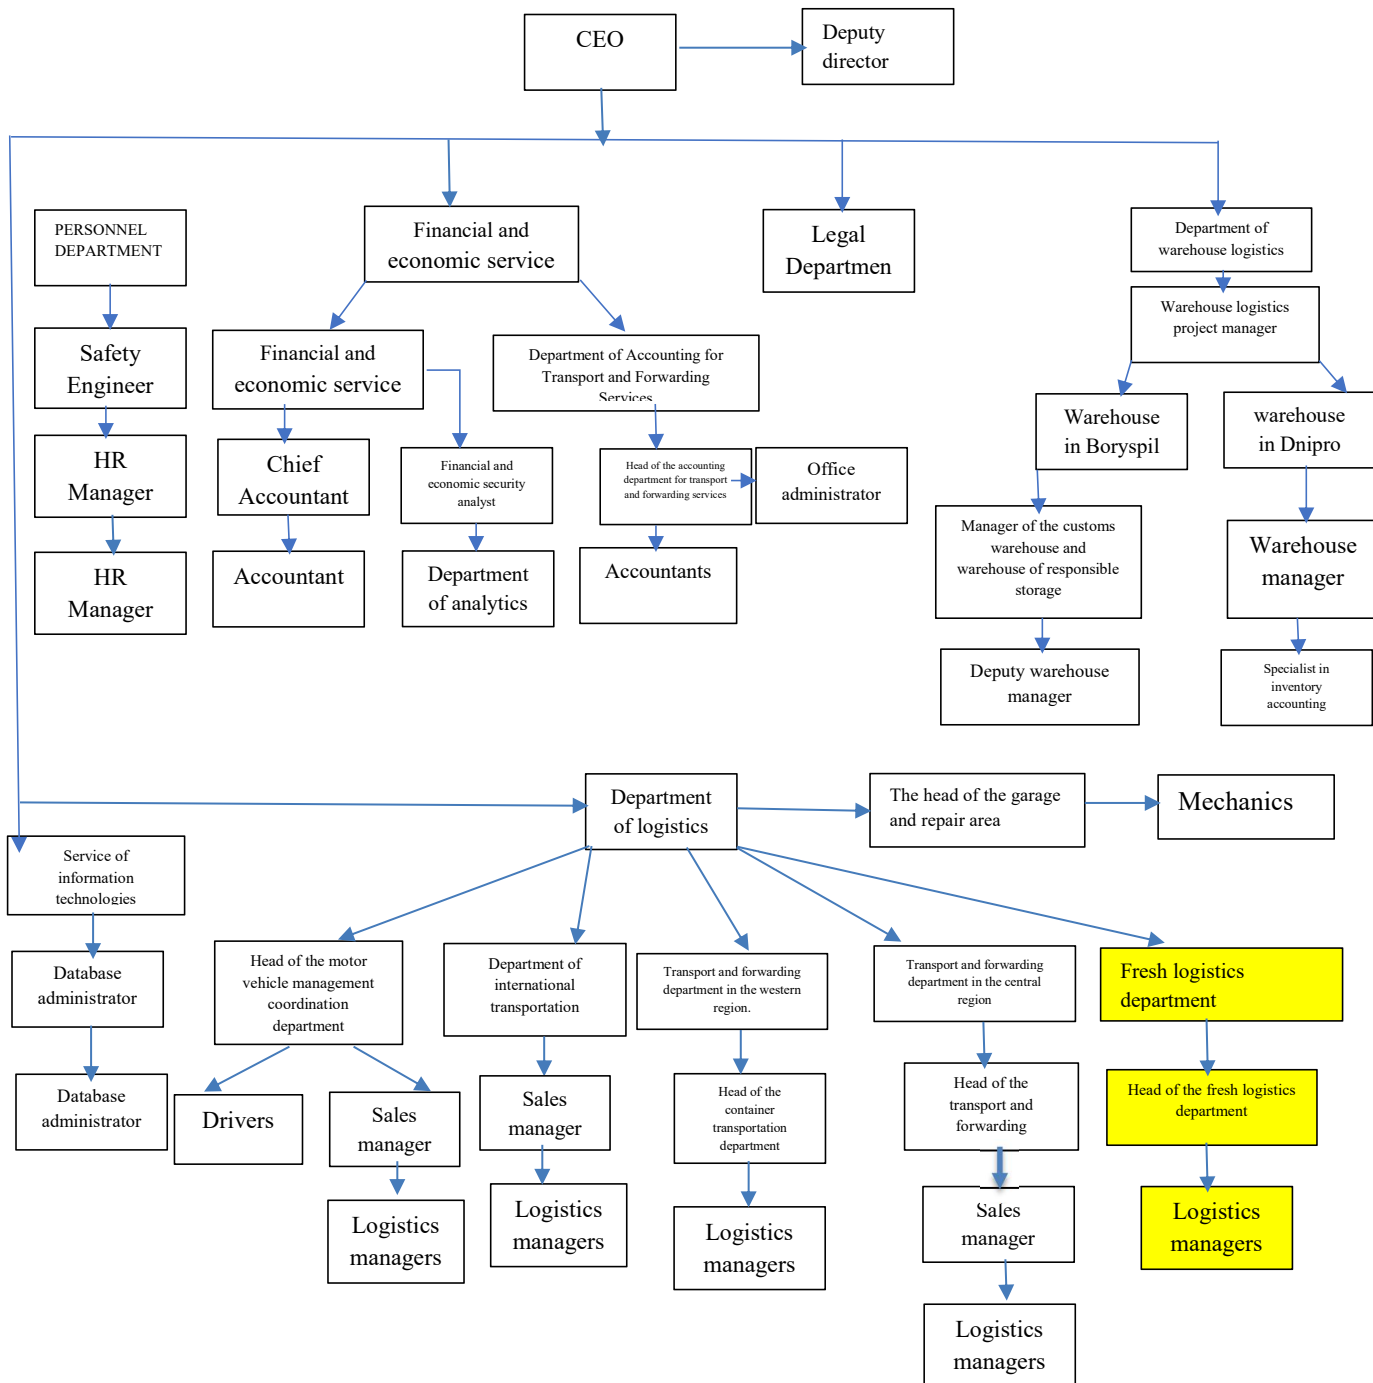 CEO
Deputy
director
PERSONNEL
DEPARTMENT
Financial and
economic service
Legal
Departmen
Department of
warehouse logistics
Warehouse logistics
project manager
Safety
Engineer
Financial and
economic service
Department of Accounting for
Transport and Forwarding
Services
Warehouse
in Boryspil
warehouse
in Dnipro
HR
Manager
Chief
Accountant
Financial and
economic security
analyst
Head of the accounting
department for transport
and forwarding services
Office
administrator
Manager of the customs
warehouse and
warehouse of responsible
storage
Warehouse
manager
HR
Manager
Accountant
Department
of analytics
Accountants
Deputy warehouse
manager
Specialist in
inventory
accounting
Department
of logistics
The head of the garage
and repair area
Mechanics
Service of
information
technologies
Database
administrator
Head of the motor
vehicle management
coordination
department
Department of
international
transportation
Transport and forwarding
department in the western
region.
Transport and forwarding
department in the central
region
Fresh logistics
department
Database
administrator
Drivers
Sales
manager
Sales
manager
Head of the
container
transportation
department
Head of the
transport and
forwarding
Head of the fresh logistics
department
Logistics
managers
Logistics
managers
Logistics
managers
Sales
manager
Logistics
managers
Logistics
managers